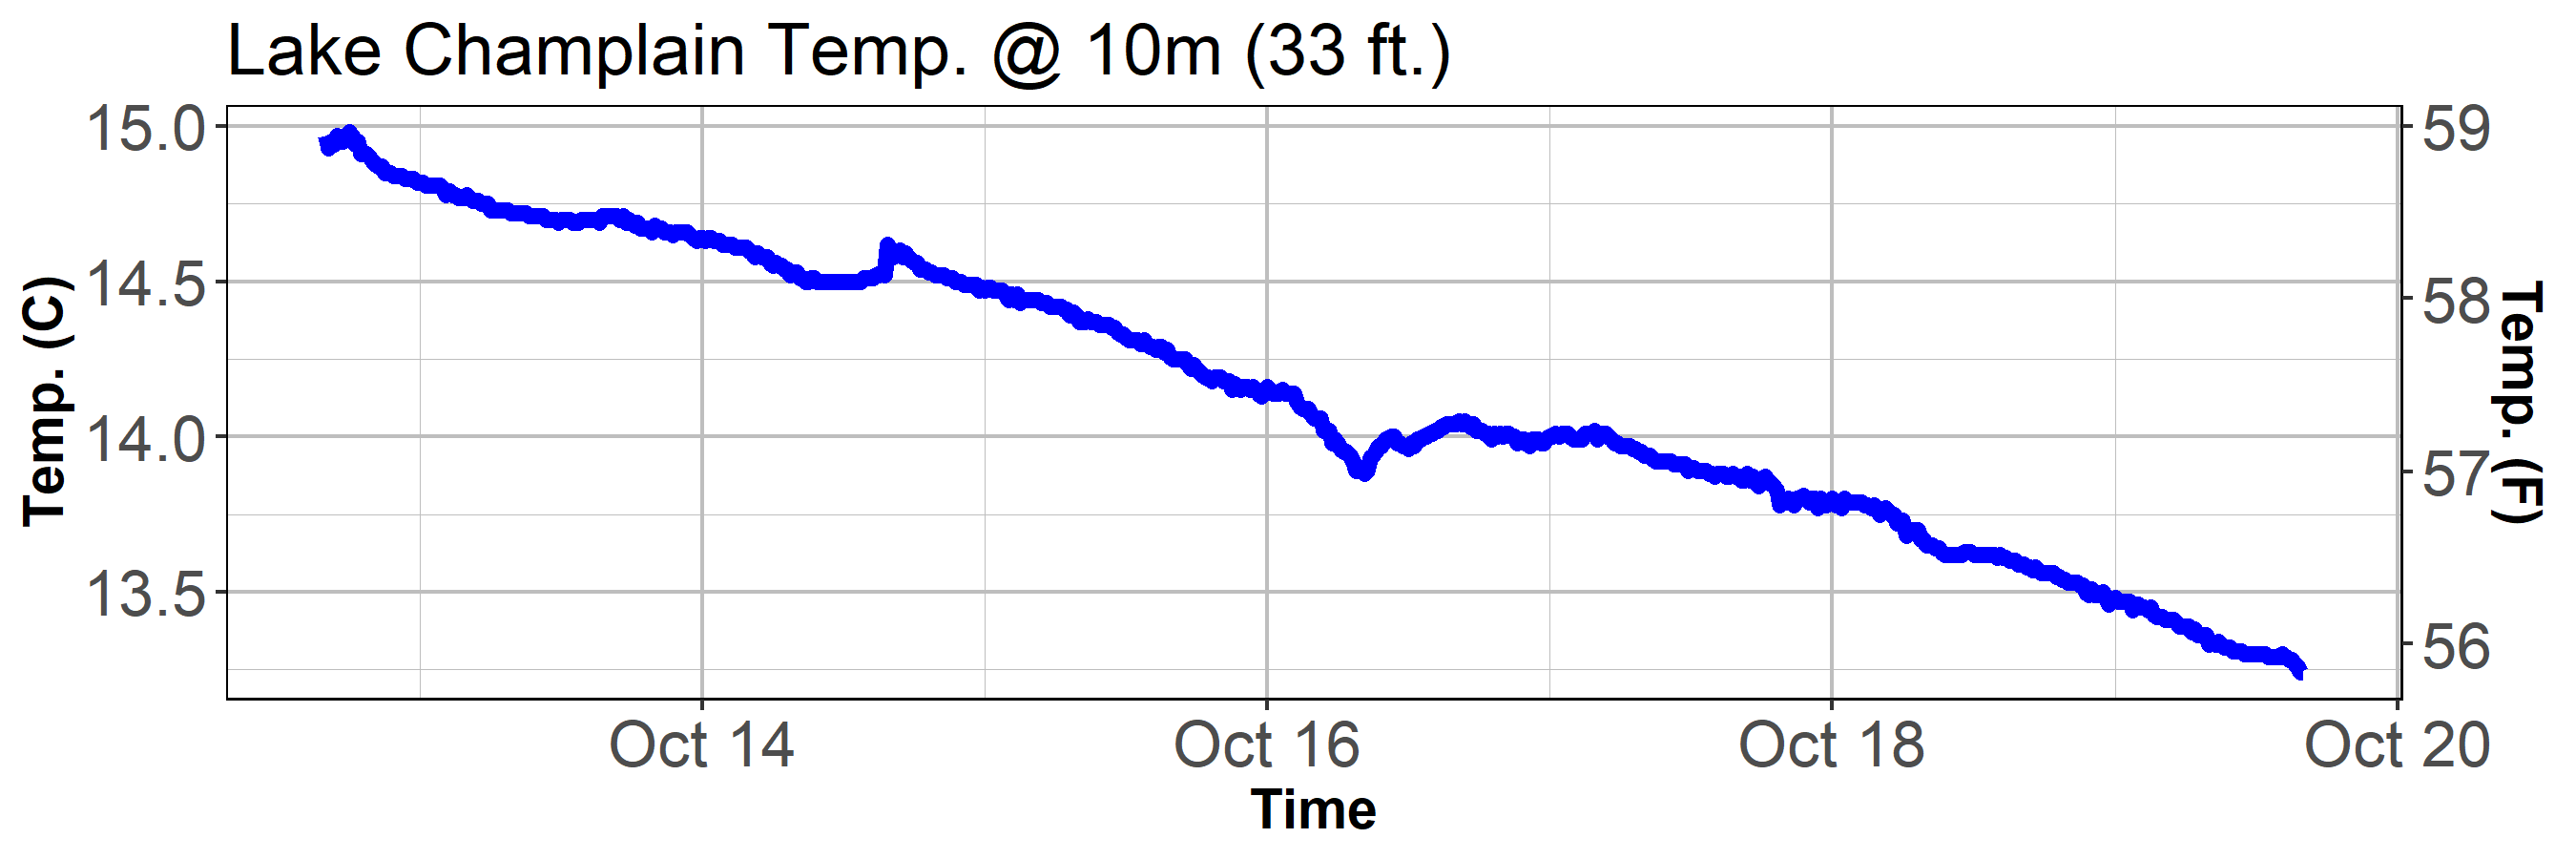 Lake Champlain Temp. @ 10m (33 ft.)
Temp. (C)
15.0
14.5
14.0
13.5
59
58
57
56
Temp. (F)
Oct 14 Oct 16 Oct 18 Oct 20
Time